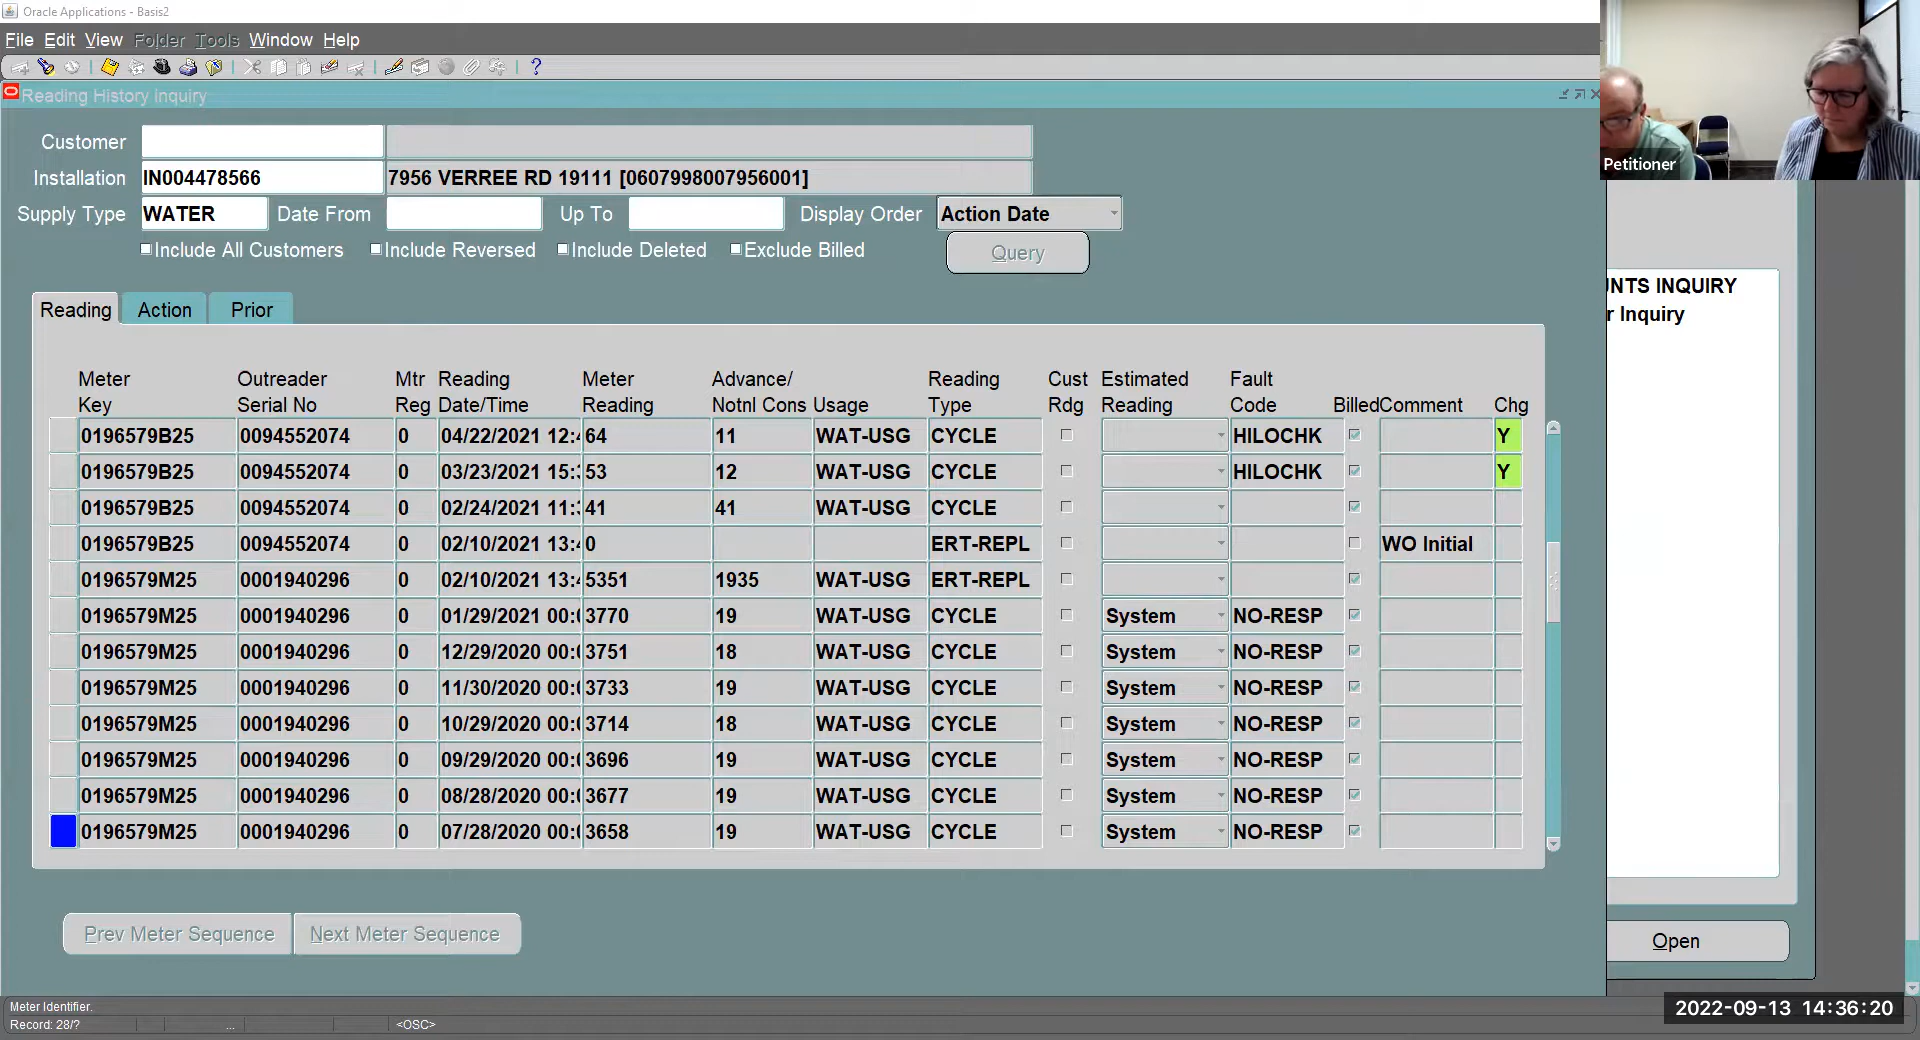 Oracle Applications - Basis2
File Edit View Folder Tools Window Help
Reading History Inquiry
Customer
Installation IN004478566 7956 VERREE RD 19111 [0607998007956001]
Supply Type WATER Date From Up To Display Order Action Date
Include All Customers Include Reversed Include Deleted Exclude Billed Query
Reading Action Prior
Meter Outreader Mtr Reading Meter Advance/ Reading Cust Estimated Fault
Key Serial No Reg Date/Time Reading Notnl Cons Usage Type Rdg Reading Code Billed Comment Chg
0196579B25 0094552074 0 04/22/2021 12:4 64 11 WAT-USG CYCLE HILOCHK Y
0196579B25 0094552074 0 03/23/2021 15: 53 12 WAT-USG CYCLE HILOCHK Y
0196579B25 0094552074 0 02/24/2021 11: 41 41 WAT-USG CYCLE
0196579B25 0094552074 0 02/10/2021 13:4 0 ERT-REPL WO Initial
0196579M25 0001940296 0 02/10/2021 13:4 5351 1935 WAT-USG ERT-REPL
0196579M25 0001940296 0 01/29/2021 00:0 3770 19 WAT-USG CYCLE System NO-RESP
0196579M25 0001940296 0 12/29/2020 00:0 3751 18 WAT-USG CYCLE System NO-RESP
0196579M25 0001940296 0 11/30/2020 00:0 3733 19 WAT-USG CYCLE System NO-RESP
0196579M25 0001940296 0 10/29/2020 00:0 3714 18 WAT-USG CYCLE System NO-RESP
0196579M25 0001940296 0 09/29/2020 00:0 3696 19 WAT-USG CYCLE System NO-RESP
0196579M25 0001940296 0 08/28/2020 00:0 3677 19 WAT-USG CYCLE System NO-RESP
0196579M25 0001940296 0 07/28/2020 00:0 3658 19 WAT-USG CYCLE System NO-RESP
Prev Meter Sequence Next Meter Sequence
Meter Identifier.
Record: 28/? ... <OSC>
Petitioner
UNTS INQUIRY
r Inquiry
Open
2022-09-13 14:36:20